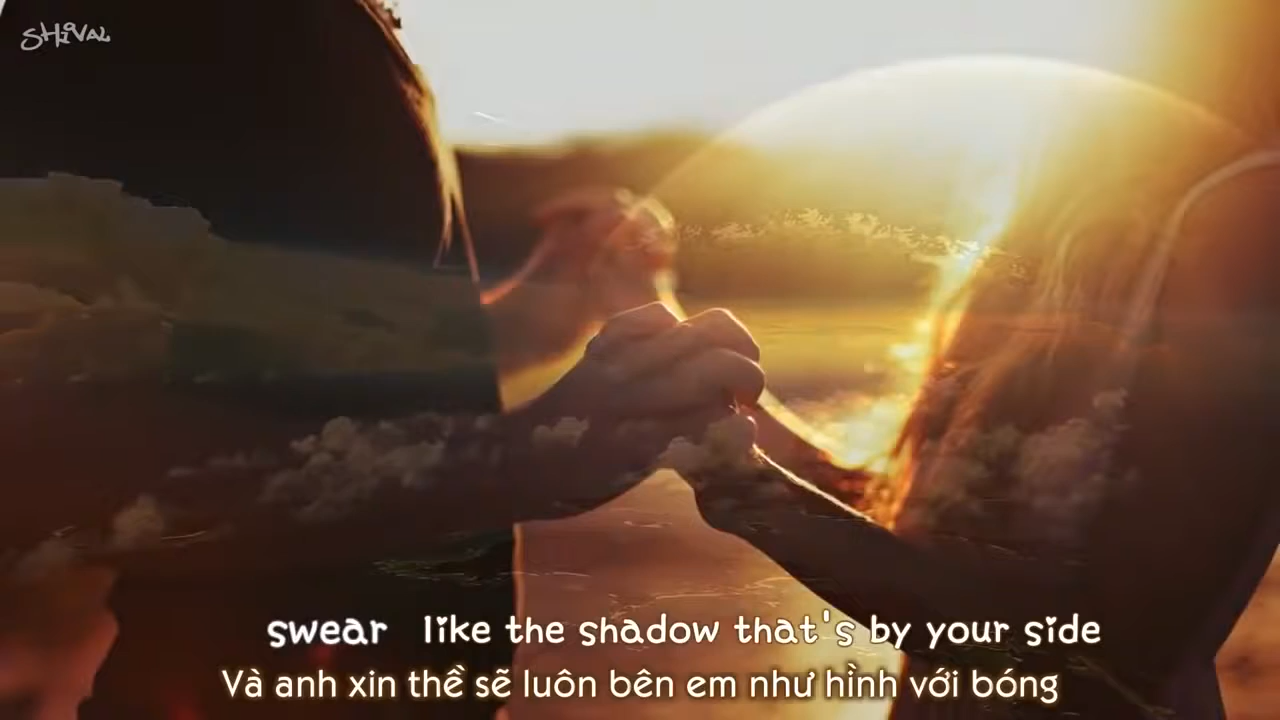 SHiVAL
swear like the shadow that's by your side
Và anh xin thề sẽ luôn bên em như hình với bóng